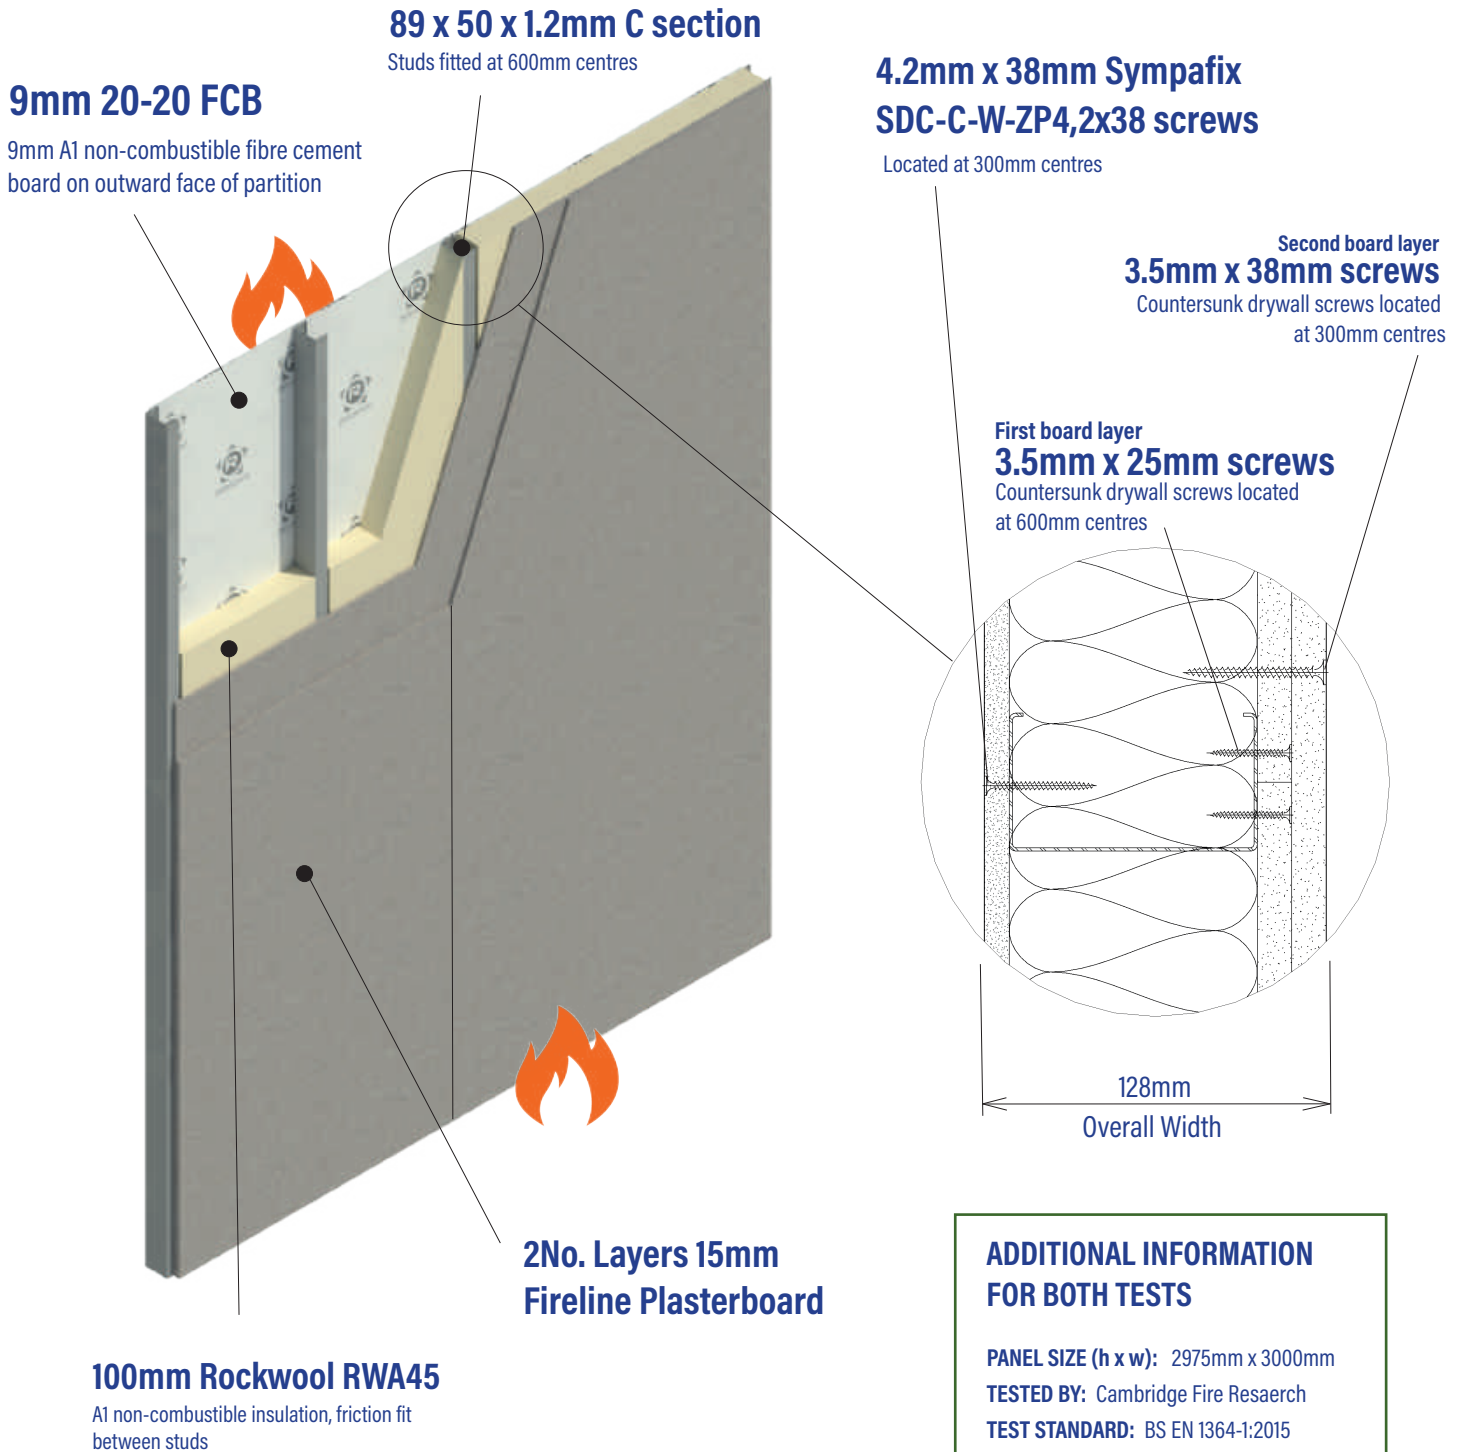 89 x 50 x 1.2mm C section
Studs fitted at 600mm centres
9mm 20-20 FCB
9mm A1 non-combustible fibre cement
board on outward face of partition
4.2mm x 38mm Sympafix
SDC-C-W-ZP4,2x38 screws
Located at 300mm centres
Second board layer
3.5mm x 38mm screws
Countersunk drywall screws located
at 300mm centres
First board layer
3.5mm x 25mm screws
Countersunk drywall screws located
at 600mm centres
128mm
Overall Width
2No. Layers 15mm
Fireline Plasterboard
100mm Rockwool RWA45
A1 non-combustible insulation, friction fit
between studs
ADDITIONAL INFORMATION
FOR BOTH TESTS
PANEL SIZE (h x w): 2975mm x 3000mm
TESTED BY: Cambridge Fire Resaerch
TEST STANDARD: BS EN 1364-1:2015